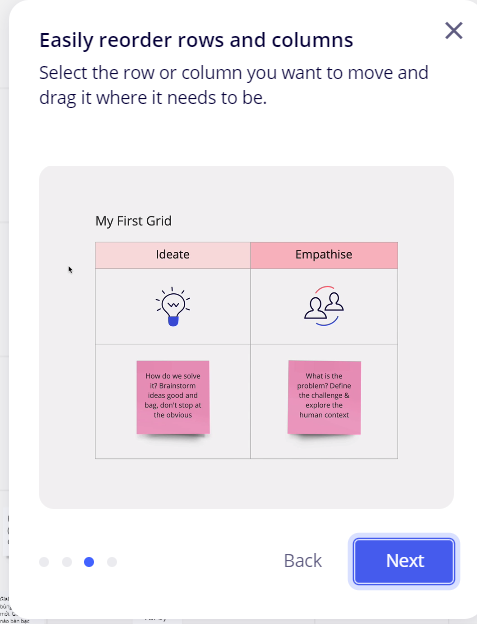 Easily reorder rows and columns
Select the row or column you want to move and
drag it where it needs to be.
My First Grid
Ideate
Empathise
How do we solve
it? Brainstorm
ideas good and
bag, don't stop at
the obvious
What is the
problem? Define
the challenge &
explore the
human context
Back
Next